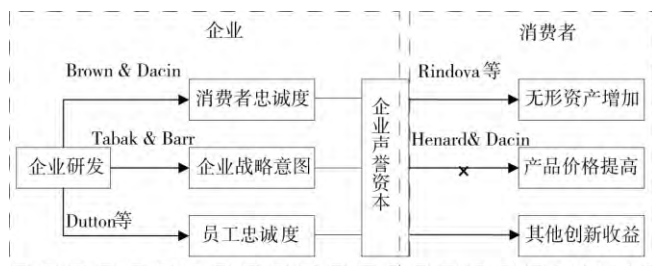 企业
消费者
Brown & Dacin
Rindova 等
消费者忠诚度
无形资产增加
Tabak & Barr
Henard& Dacin
企业研发
企业战略意图
企业声誉资本
产品价格提高
×
Dutton等
员工忠诚度
其他创新收益